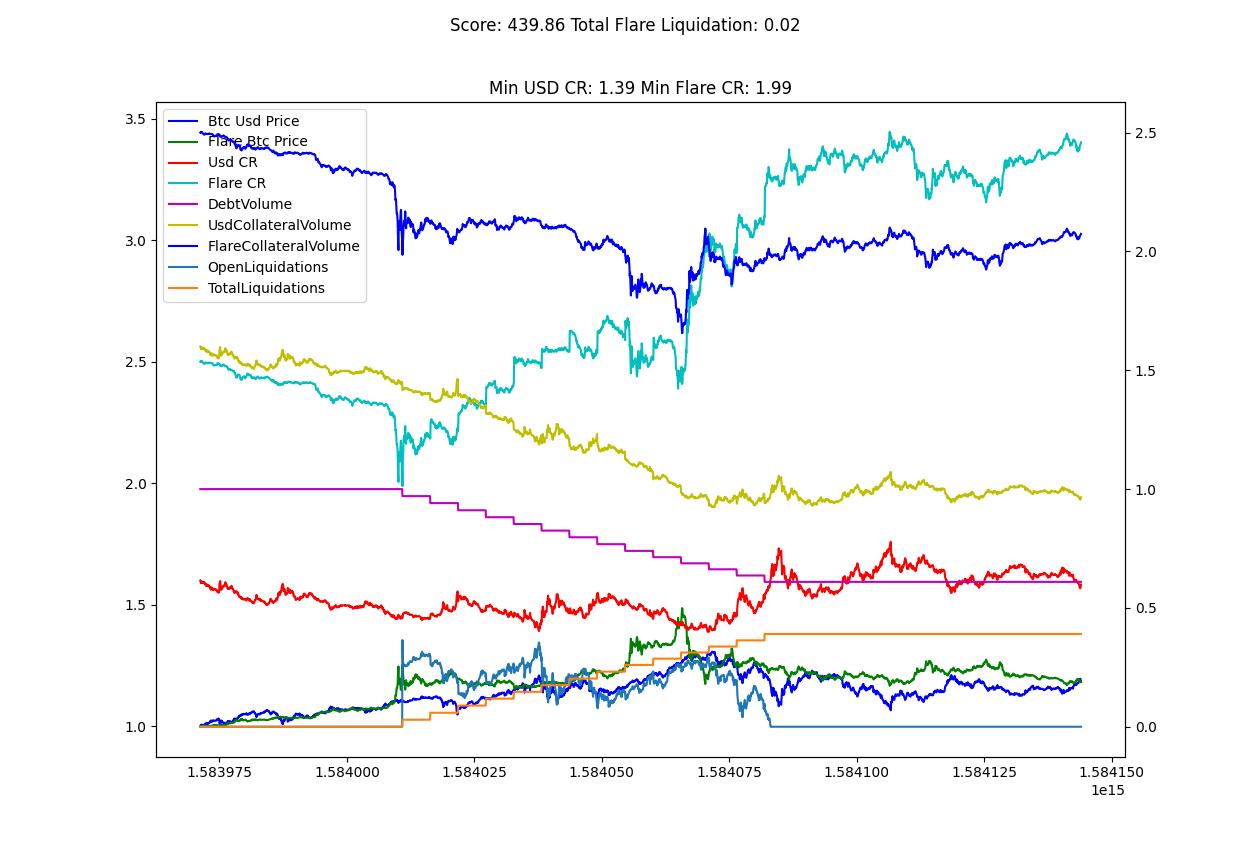 Score: 439.86 Total Flare Liquidation: 0.02
Min USD CR: 1.39 Min Flare CR: 1.99
Btc Usd Price
Flare Btc Price
Usd CR
Flare CR
DebtVolume
UsdCollateralVolume
FlareCollateralVolume
OpenLiquidations
TotalLiquidations
3.5
3.0
2.5
2.0
1.5
1.0
2.5
2.0
1.5
1.0
0.5
0.0
1.583975 1.584000 1.584025 1.584050 1.584075 1.584100 1.584125 1.584150
1e15